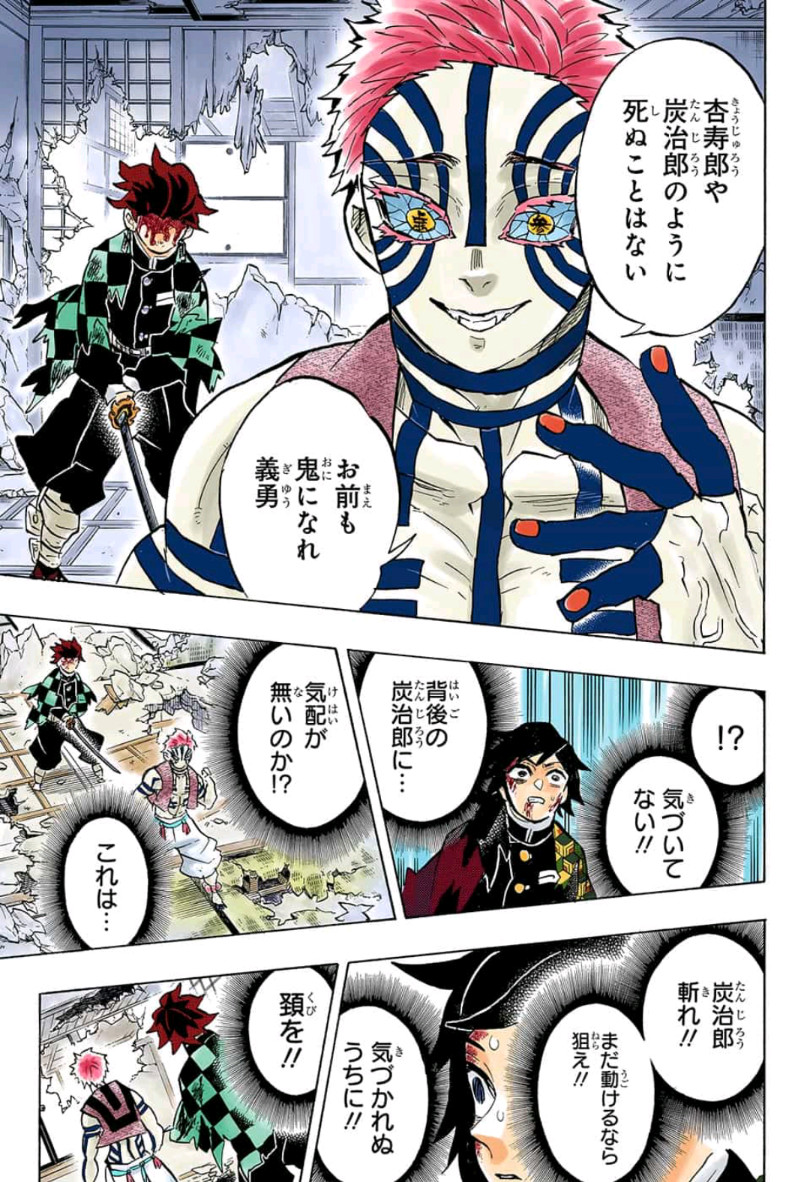 杏寿郎や
炭治郎のように
死ぬことはない
お前も
鬼になれ
義勇
!?
気づいて
ない!!
背後の
炭治郎に…
気配が
無いのか!?
これは…
炭治郎
斬れ!!
まだ動けるなら
狙え!!
気づかれぬ
うちに!!
頚を!!